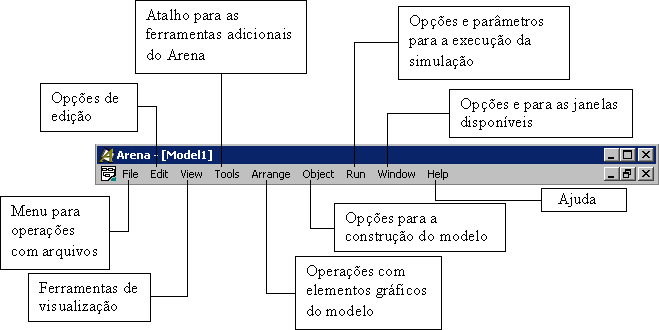 Atalho para as
ferramentas adicionais
do Arena
Opções e parâmetros
para a execução da
simulação
Opções de
edição
Opções e para as janelas
disponíveis
Arena - [Model1]
File Edit View Tools Arrange Object Run Window Help
Menu para
operações
com arquivos
Ajuda
Opções para a
construção do modelo
Ferramentas de
visualização
Operações com
elementos gráficos
do modelo